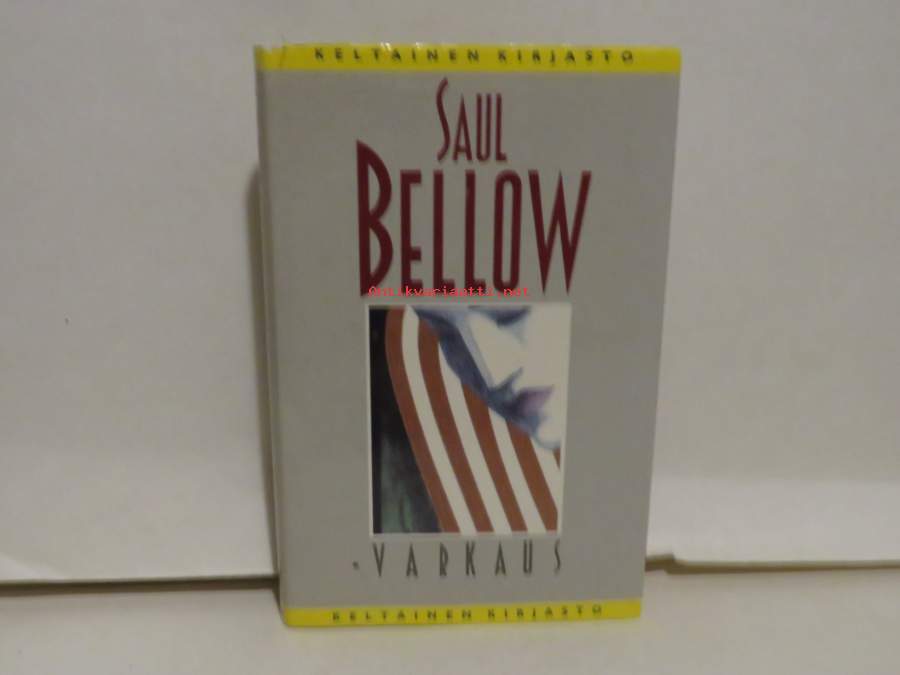 KELTAINEN KIRJASTO
SAUL
BELLOW
Antikvariaatti.net
VARKAUS
KELTAINEN KIRJASTO